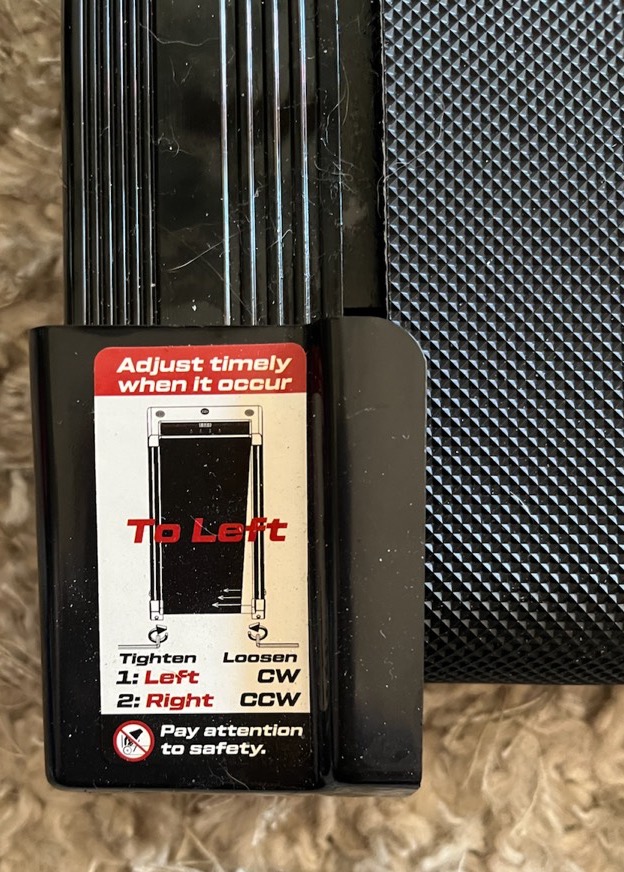 Adjust timely
when it occur
To Left
Tighten Loosen
1: Left CW
2: Right CCW
Pay attention
to safety.